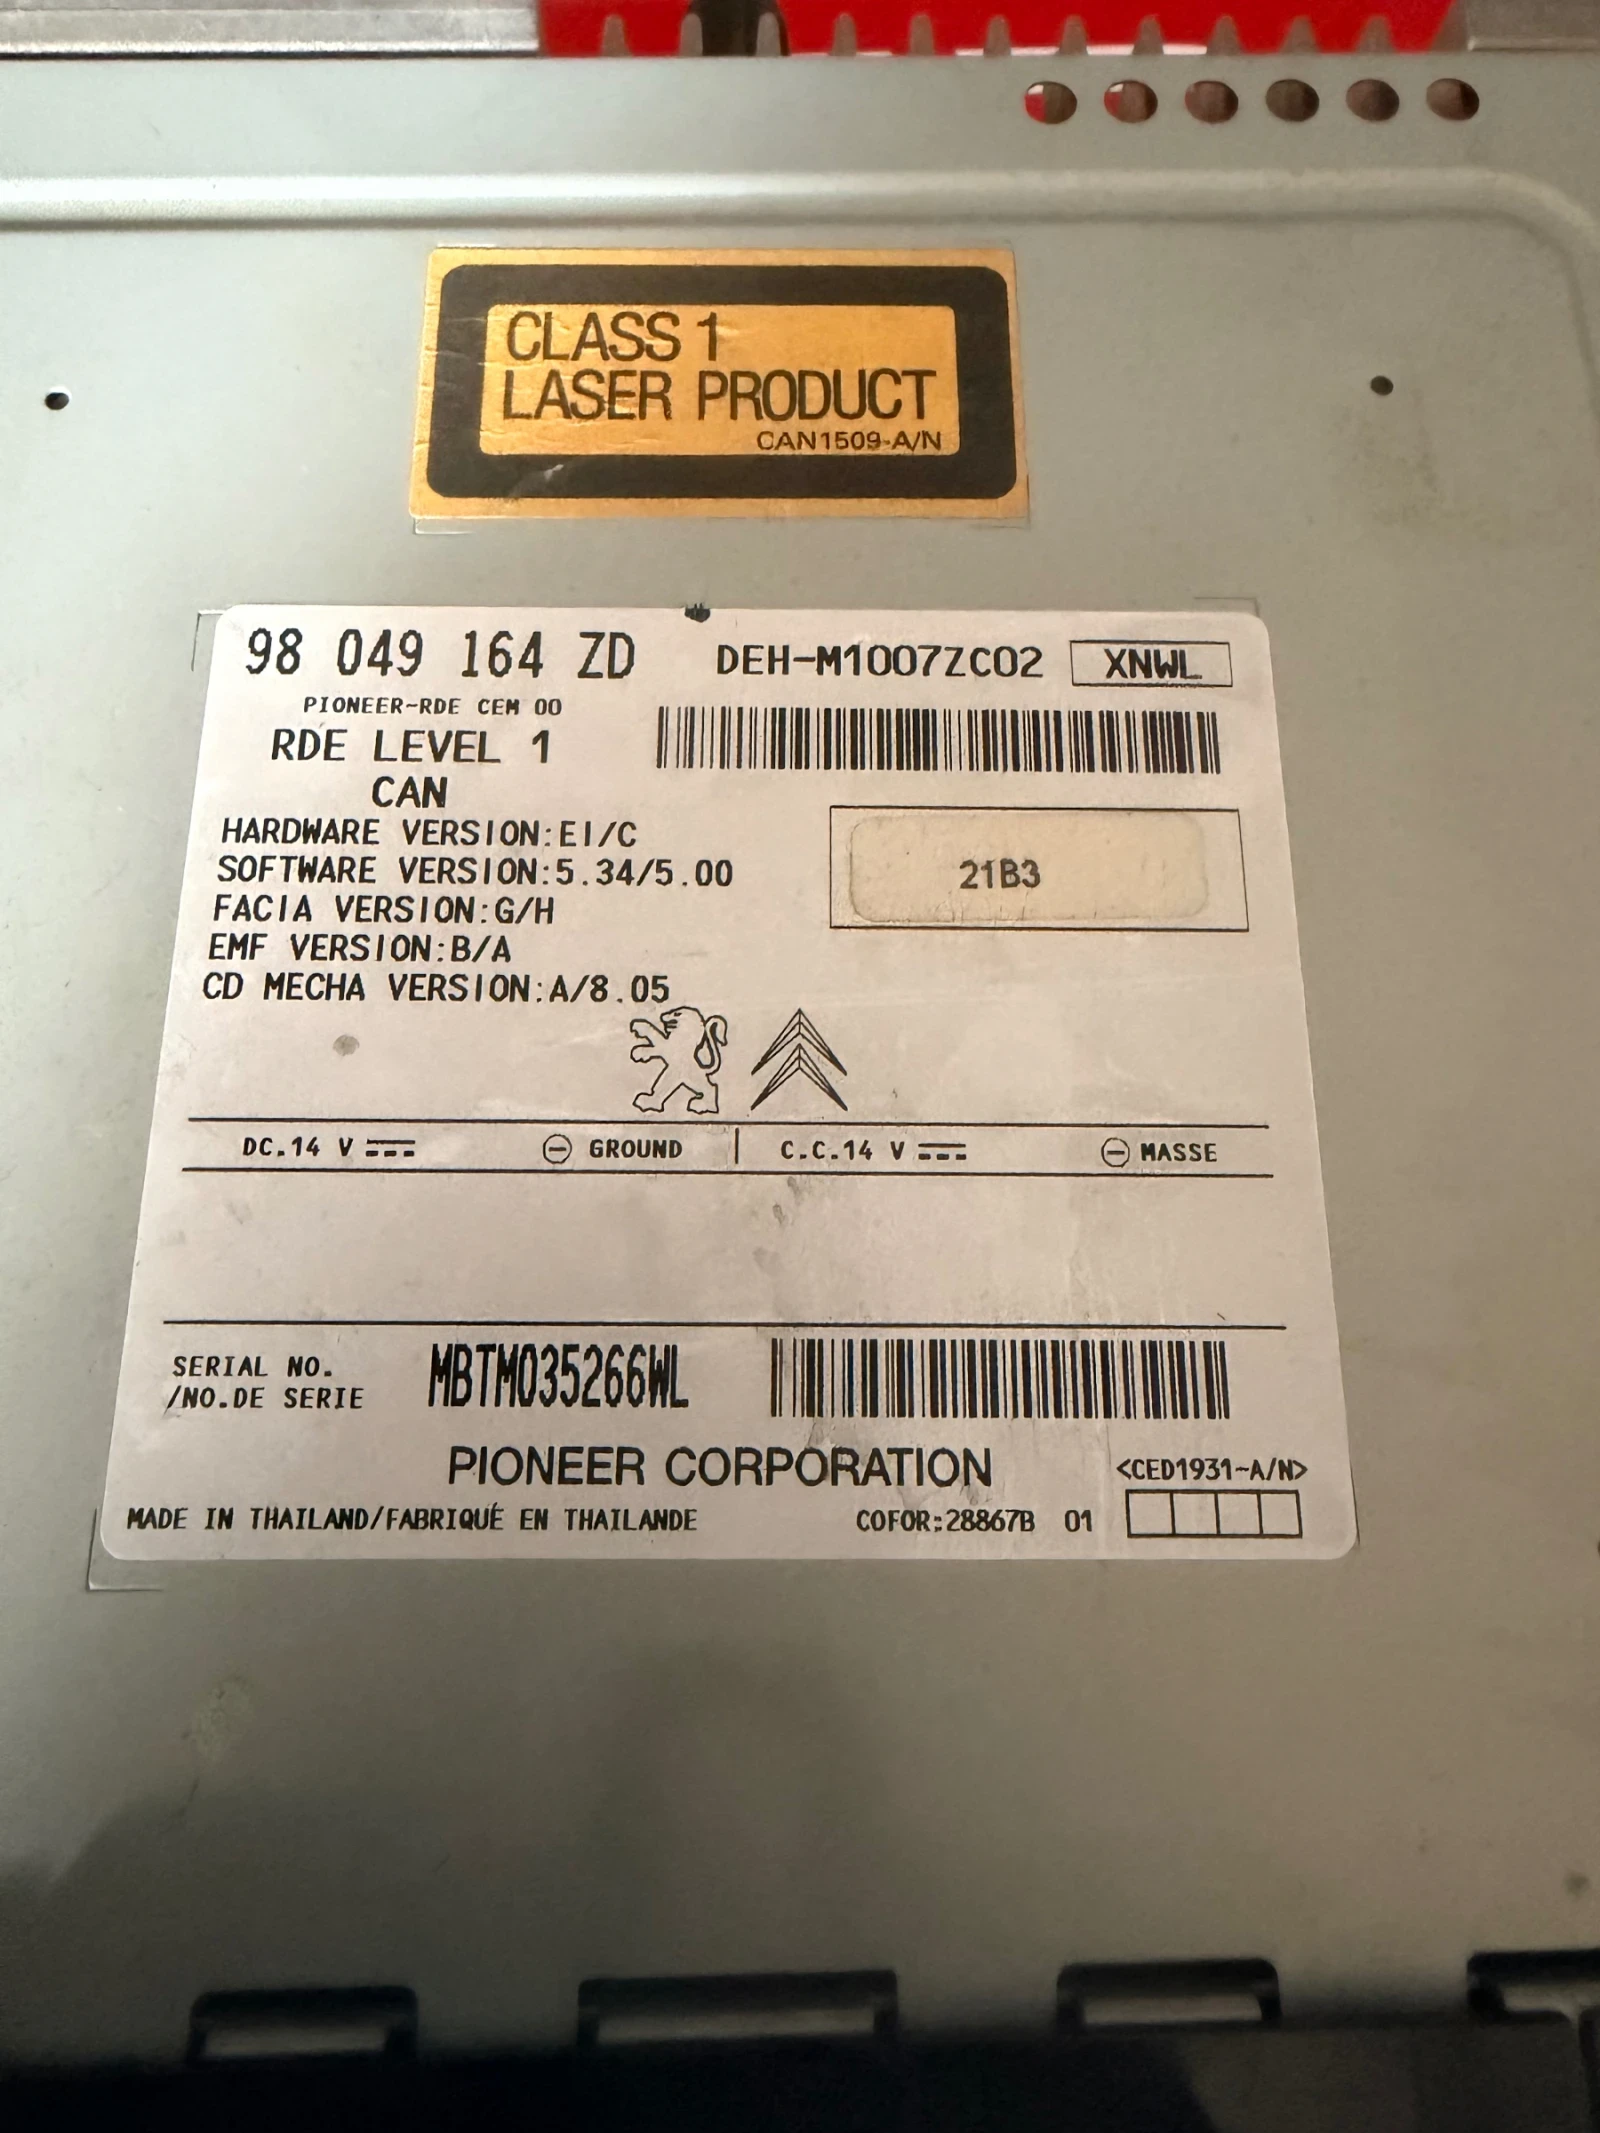 CLASS 1
LASER PRODUCT
CAN1509-A/N
98 049 164 ZD DEH-M1007ZC02 XNWL
PIONEER-RDE CEM 00
RDE LEVEL 1
CAN
HARDWARE VERSION:EI/C
SOFTWARE VERSION:5.34/5.00
21B3
FACIA VERSION:G/H
EMF VERSION:B/A
CD MECHA VERSION:A/8.05
DC.14 V GROUND C.C.14 V MASSE
SERIAL NO.
/NO.DE SERIE MBTM035266WL
PIONEER CORPORATION <CED1931-A/N>
MADE IN THAILAND/FABRIQUÉ EN THAILANDE COFOR:28867B 01